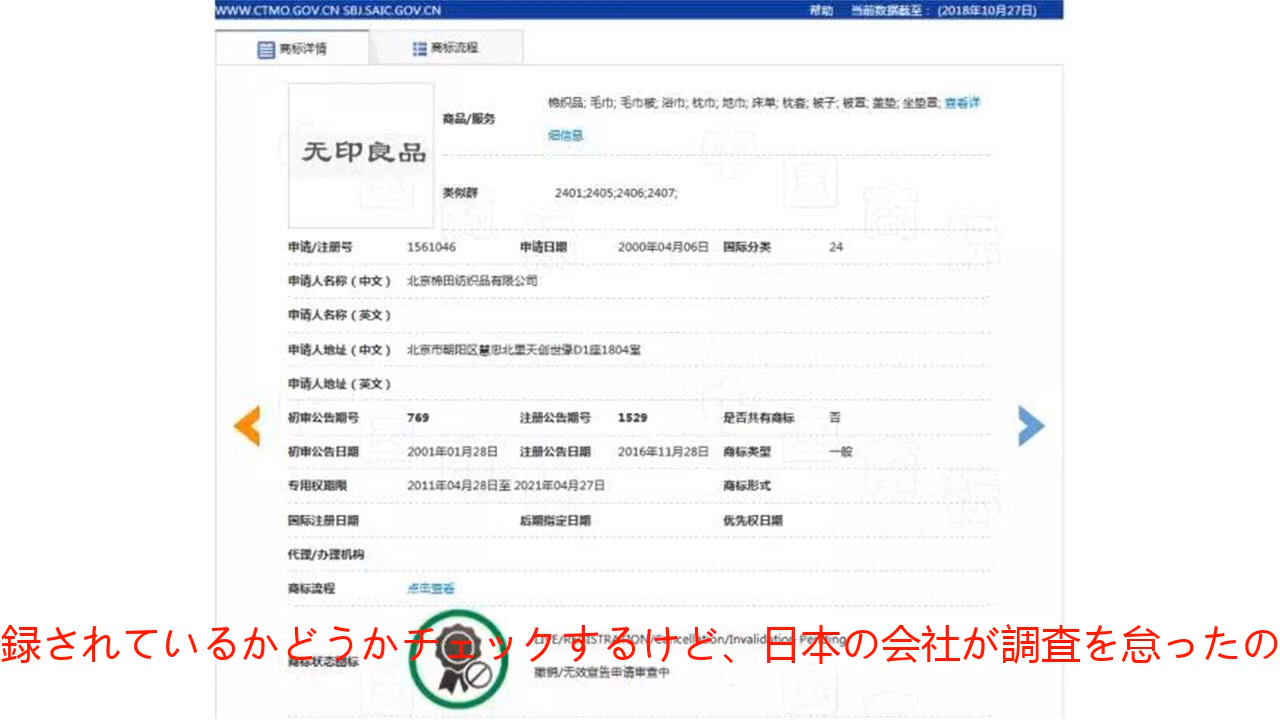 WWW.CTMO.GOV.CN SBJ.SAIC.GOV.CN 帮助 当前数据截至： (2018年10月27日)
商标详情 商标流程
无印良品
商品/服务 棉织品; 毛巾; 毛巾被; 浴巾; 枕巾; 地巾; 床单; 枕套; 被子; 被罩; 盖垫; 坐垫罩; 查看详
细信息
类似群 2401;2405;2406;2407;
申请/注册号 1561046 申请日期 2000年04月06日 国际分类 24
申请人名称（中文） 北京棉田纺织品有限公司
申请人名称（英文）
申请人地址（中文） 北京市朝阳区慧忠北里天创世缘D1座1804室
申请人地址（英文）
初审公告期号 769 注册公告期号 1529 是否共有商标 否
初审公告日期 2001年01月28日 注册公告日期 2016年11月28日 商标类型 一般
专用权期限 2011年04月28日至 2021年04月27日 商标形式
国际注册日期 后期指定日期 优先权日期
代理/办理机构
商标流程 点击查看
LIVE/REGISTRATION/Cancellation/Invalidation Pending
録されているかどうかチェックするけど、日本の会社が調査を怠ったの
商标状态图标 撤销/无效宣告申请审查中